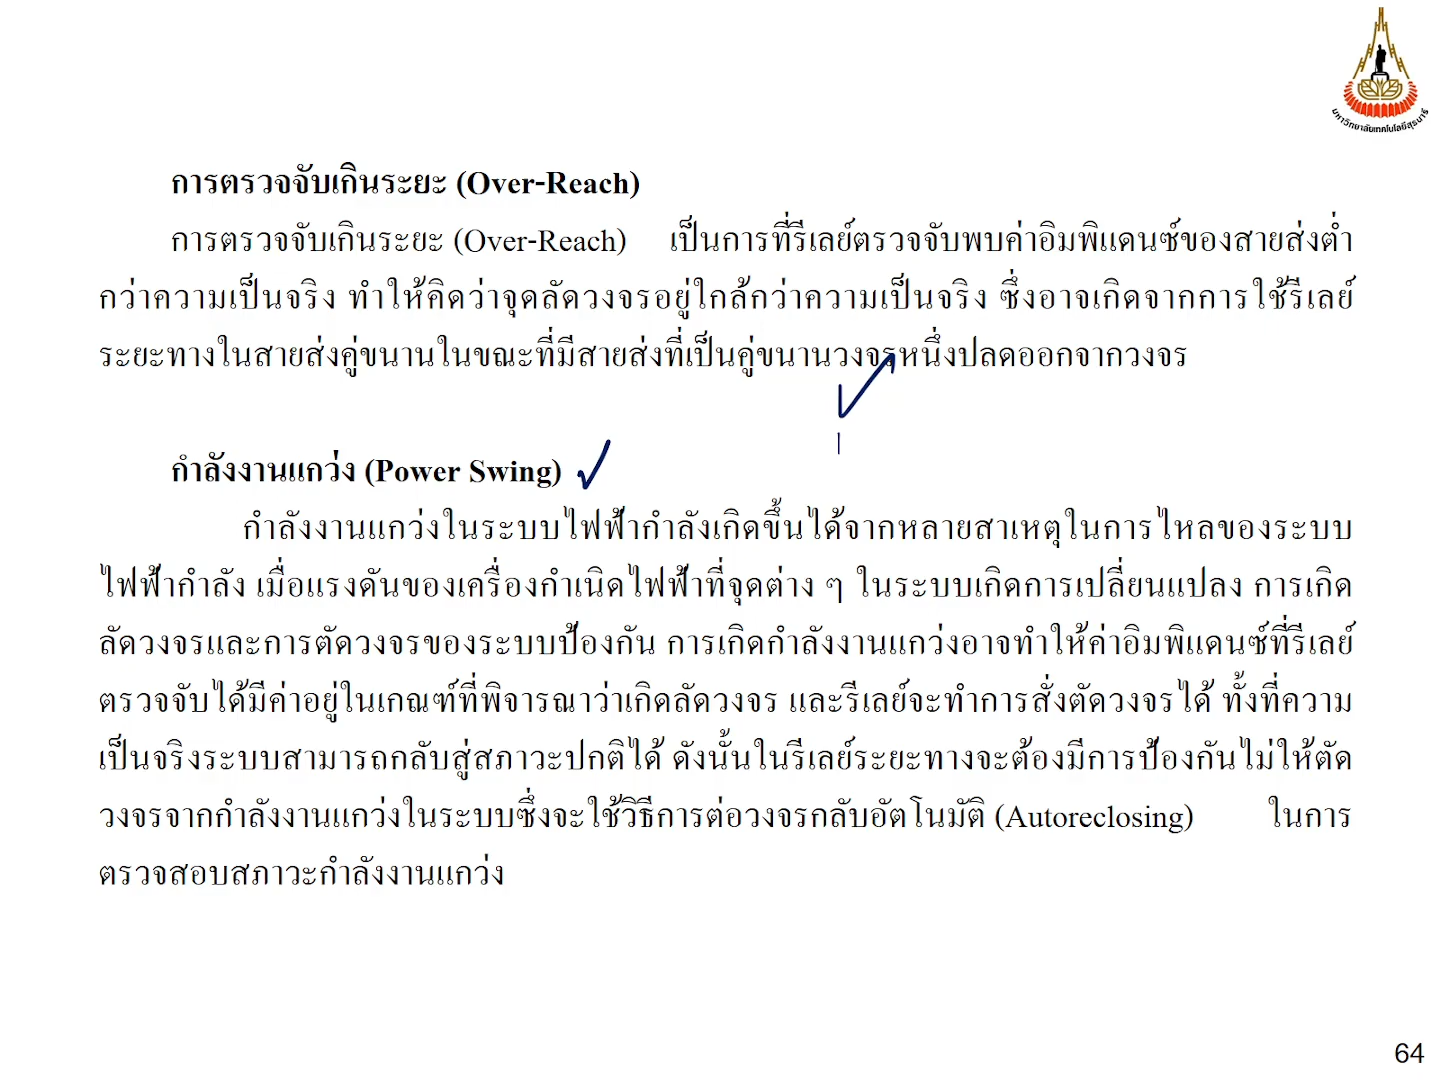 มหาวิทยาลัยเทคโนโลยีสุรนารี
การตรวจจับเกินระยะ (Over-Reach)
การตรวจจับเกินระยะ (Over-Reach) เป็นการที่รีเลย์ตรวจจับพบค่าอิมพิแดนซ์ของสายส่งต่ำ
กว่าความเป็นจริง ทำให้คิดว่าจุดลัดวงจรอยู่ใกล้กว่าความเป็นจริง ซึ่งอาจเกิดจากการใช้รีเลย์
ระยะทางในสายส่งคู่ขนานในขณะที่มีสายส่งที่เป็นคู่ขนานวงจรหนึ่งปลดออกจากวงจร
กำลังงานแกว่ง (Power Swing)
กำลังงานแกว่งในระบบไฟฟ้ากำลังเกิดขึ้นได้จากหลายสาเหตุในการไหลของระบบ
ไฟฟ้ากำลัง เมื่อแรงดันของเครื่องกำเนิดไฟฟ้าที่จุดต่าง ๆ ในระบบเกิดการเปลี่ยนแปลง การเกิด
ลัดวงจรและการตัดวงจรของระบบป้องกัน การเกิดกำลังงานแกว่งอาจทำให้ค่าอิมพิแดนซ์ที่รีเลย์
ตรวจจับได้มีค่าอยู่ในเกณฑ์ที่พิจารณาว่าเกิดลัดวงจร และรีเลย์จะทำการสั่งตัดวงจรได้ ทั้งที่ความ
เป็นจริงระบบสามารถกลับสู่สภาวะปกติได้ ดังนั้นในรีเลย์ระยะทางจะต้องมีการป้องกันไม่ให้ตัด
วงจรจากกำลังงานแกว่งในระบบซึ่งจะใช้วิธีการต่อวงจรกลับอัตโนมัติ (Autoreclosing) ในการ
ตรวจสอบสภาวะกำลังงานแกว่ง
64